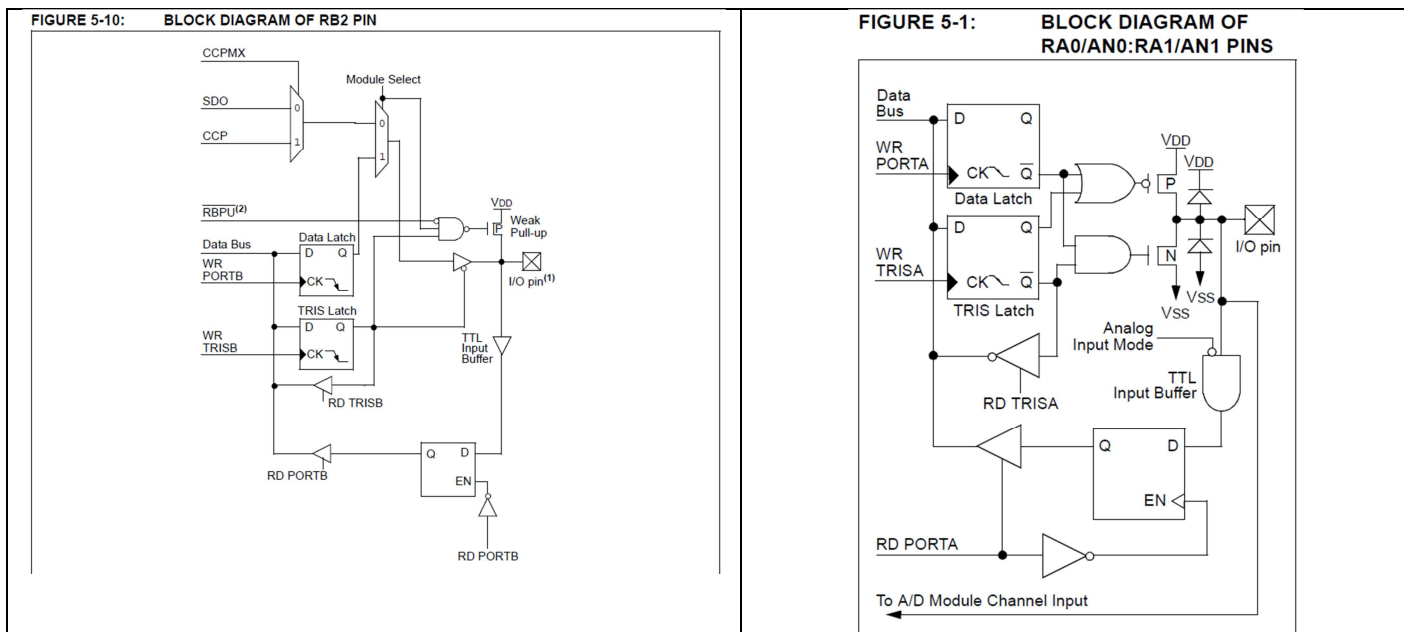 FIGURE 5-10: BLOCK DIAGRAM OF RB2 PIN
CCPMX
Module Select
SDO
0
0
CCP
1
1
RBPU(2)
VDD
P
Weak
Pull-up
Data Bus
Data Latch
D Q
WR
PORTB
CK
I/O pin(1)
TRIS Latch
D Q
WR
TRISB
CK
TTL
Input
Buffer
RD TRISB
Q D
RD PORTB
EN
RD PORTB
FIGURE 5-1: BLOCK DIAGRAM OF
RA0/AN0:RA1/AN1 PINS
Data
Bus
D Q
WR
PORTA
CK Q
Data Latch
VDD
VDD
P
D Q
I/O pin
WR
TRISA
CK Q
TRIS Latch
N
VSS
VSS
Analog
Input Mode
TTL
Input Buffer
RD TRISA
Q D
EN
RD PORTA
To A/D Module Channel Input